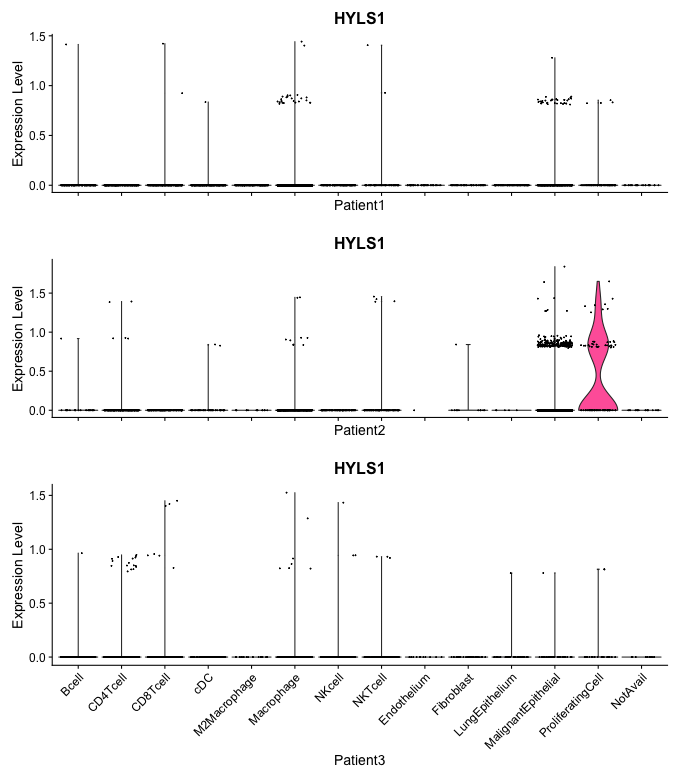 HYLS1
Expression Level
1.5
1.0
0.5
0.0
Patient1
HYLS1
Expression Level
1.5
1.0
0.5
0.0
Patient2
HYLS1
Expression Level
1.5
1.0
0.5
0.0
Bcell
CD4Tcell
CD8Tcell
cDC
M2Macrophage
Macrophage
NKcell
NKTcell
Endothelium
Fibroblast
LungEpithelium
MalignantEpithelial
ProliferatingCell
NotAvail
Patient3